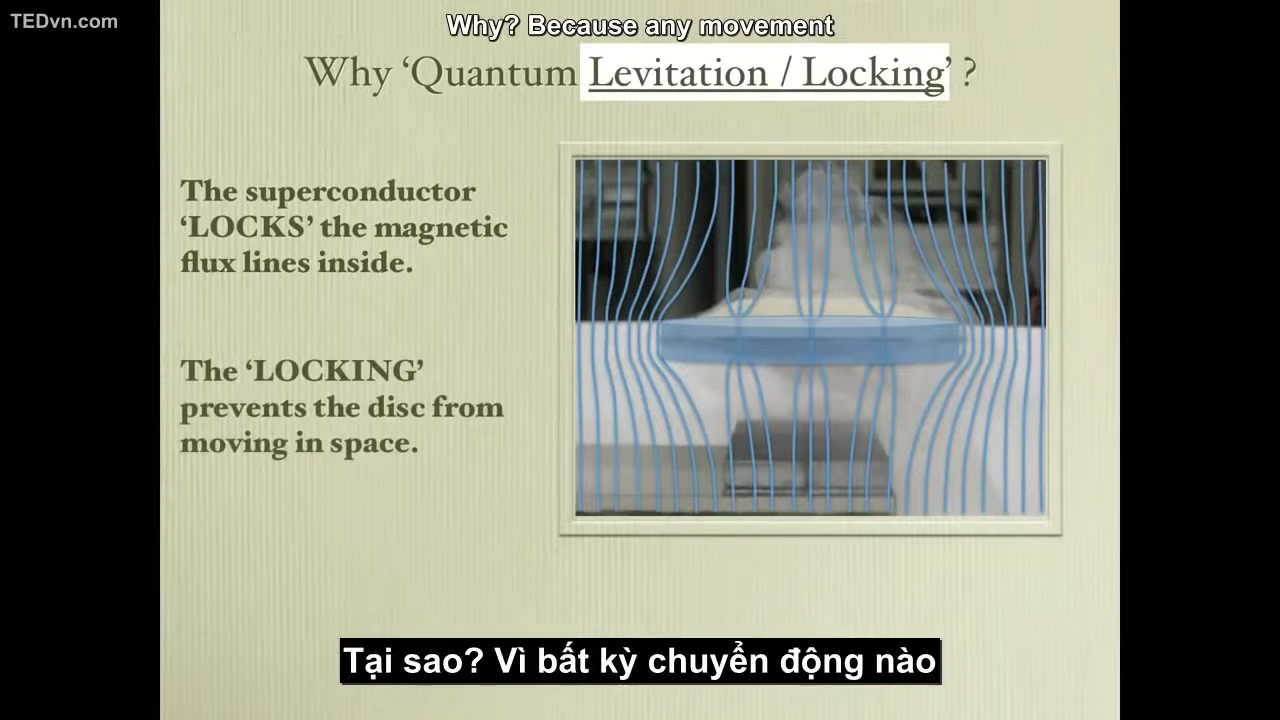 TEDvn.com
Why? Because any movement
Why ‘Quantum Levitation / Locking’ ?
The superconductor
‘LOCKS’ the magnetic
flux lines inside.
The ‘LOCKING’
prevents the disc from
moving in space.
Tại sao? Vì bất kỳ chuyển động nào